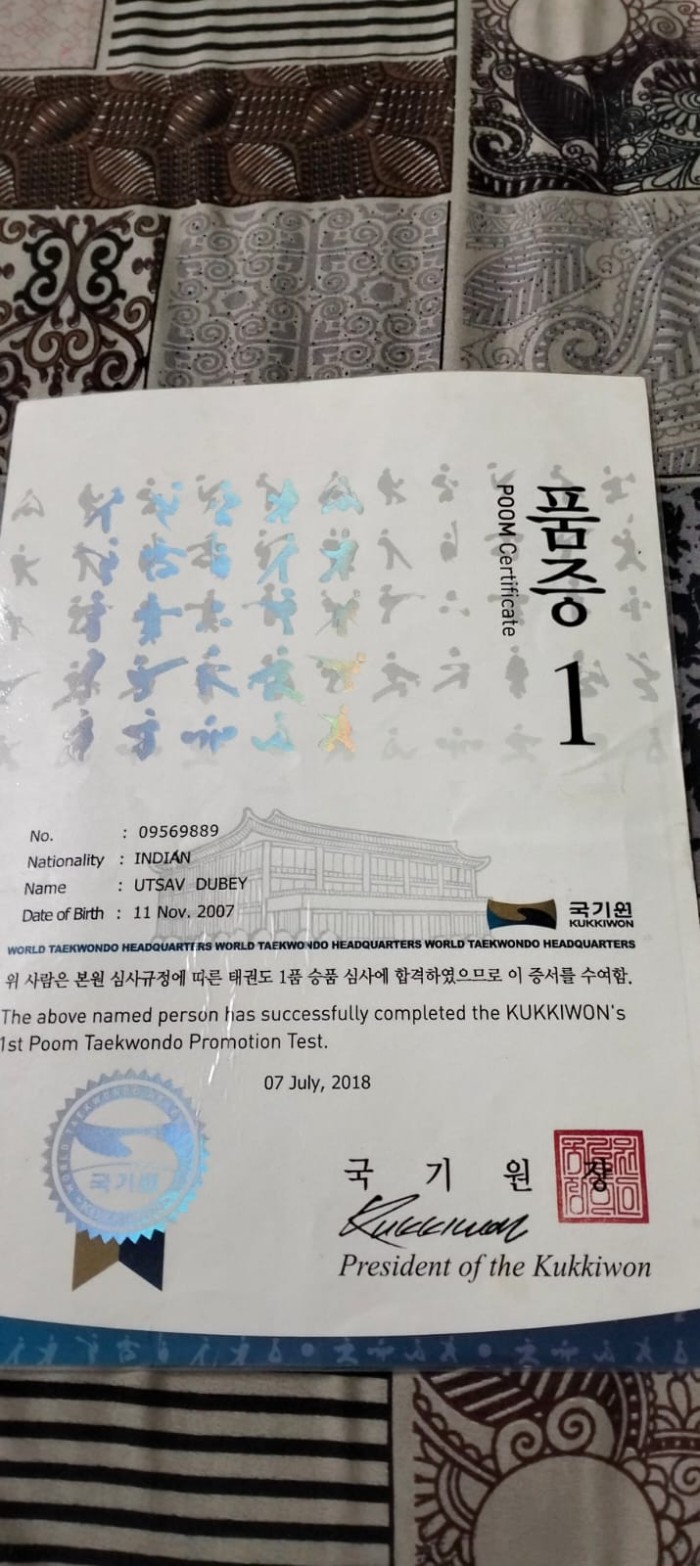 품증
POOM Certificate
1
No. : 09569889
Nationality : INDIAN
Name : UTSAV DUBEY
Date of Birth : 11 Nov. 2007
국기원
KUKKIWON
WORLD TAEKWONDO HEADQUARTERS WORLD TAEKWONDO HEADQUARTERS WORLD TAEKWONDO HEADQUARTERS
위 사람은 본원 심사규정에 따른 태권도 1품 승품 심사에 합격하였으므로 이 증서를 수여함.
The above named person has successfully completed the KUKKIWON's
1st Poom Taekwondo Promotion Test.
07 July, 2018
국기원
국 기 원 장
Kukkiwon
President of the Kukkiwon